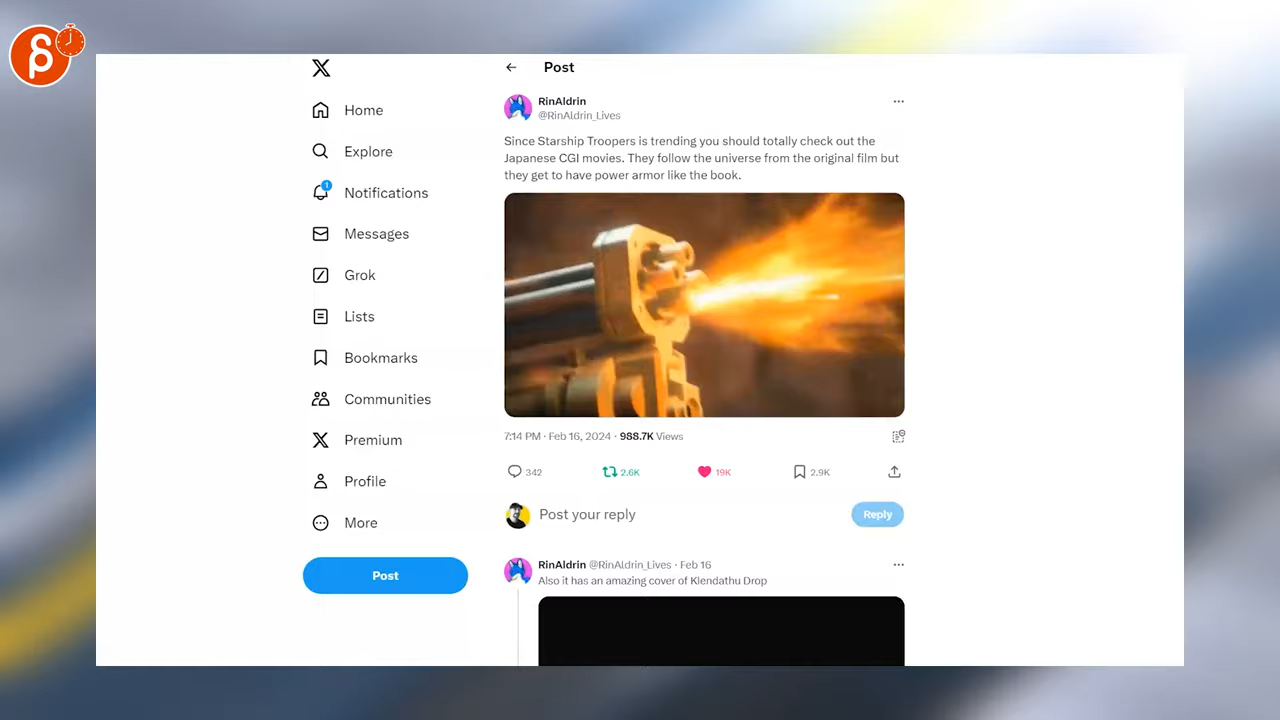 Post
Home
Explore
1
Notifications
Messages
Grok
Lists
Bookmarks
Communities
Premium
Profile
More
Post
RinAldrin
@RinAldrin_Lives
Since Starship Troopers is trending you should totally check out the
Japanese CGI movies. They follow the universe from the original film but
they get to have power armor like the book.
7:14 PM · Feb 16, 2024 · 988.7K Views
342 2.6K 19K 2.9K
Post your reply Reply
RinAldrin @RinAldrin_Lives · Feb 16
Also it has an amazing cover of Klendathu Drop